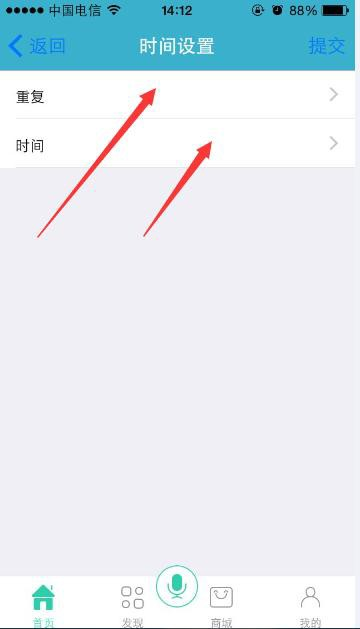 中国电信 14:12 88%
返回 时间设置 提交
重复
时间
首页 发现 商城 我的